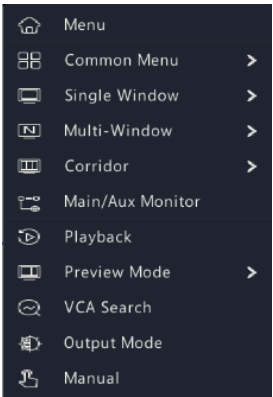 Menu
Common Menu
Single Window
Multi-Window
Corridor
Main/Aux Monitor
Playback
Preview Mode
VCA Search
Output Mode
Manual